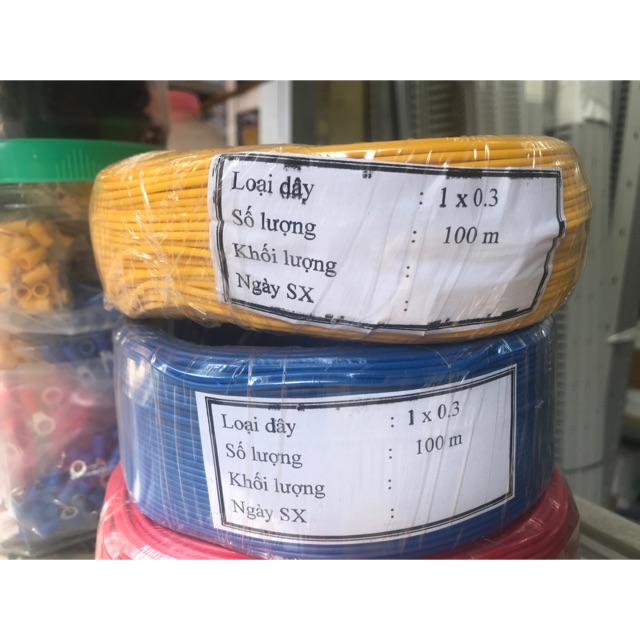 Loại dây : 1 x 0.3
Số lượng : 100 m
Khối lượng :
Ngày SX :
Loại dây : 1 x 0.3
Số lượng : 100 m
Khối lượng :
Ngày SX :